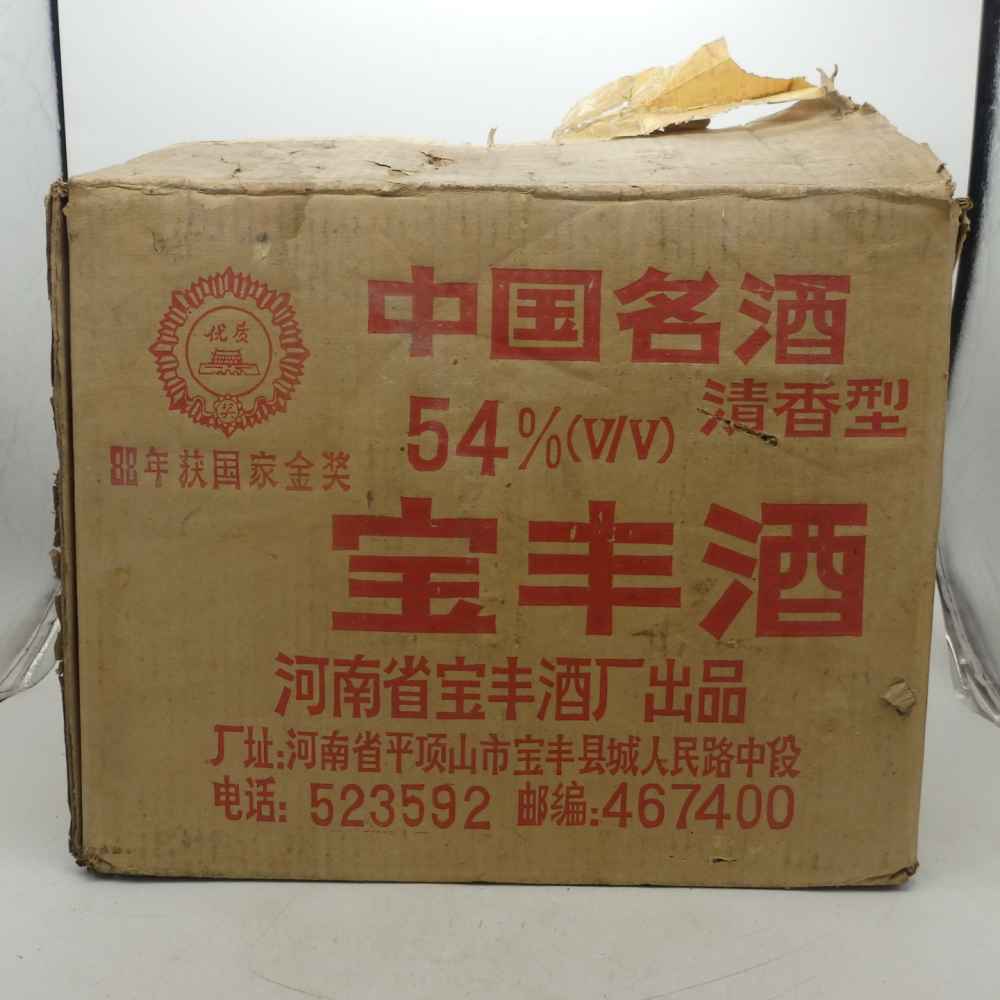 中国名酒
优质
54%(V/V)
清香型
88年获国家金奖
宝丰酒
河南省宝丰酒厂出品
厂址:河南省平顶山市宝丰县城人民路中段
电话: 523592 邮编:467400